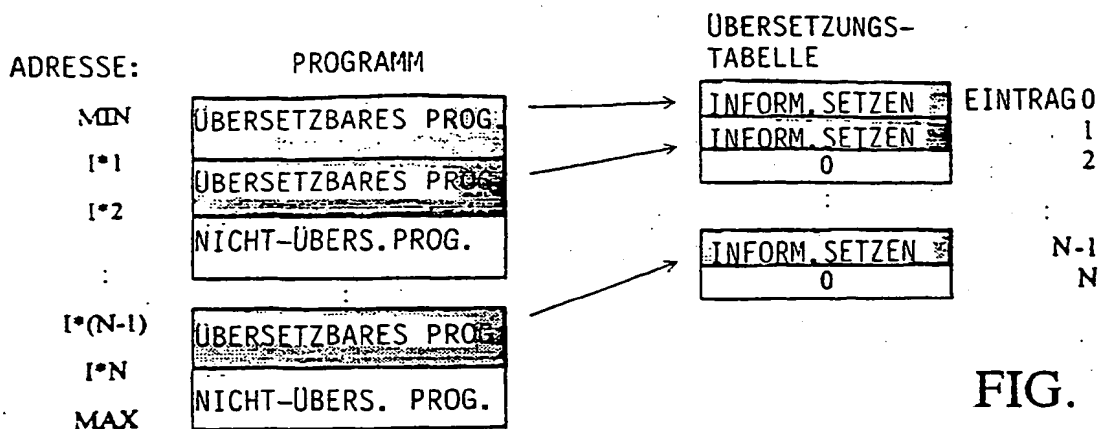 ADRESSE:
PROGRAMM
ÜBERSETZUNGS-
TABELLE
MIN
ÜBERSETZBARES PROG.
INFORM.SETZEN
EINTRAG 0
I*1
ÜBERSETZBARES PROG.
INFORM.SETZEN
1
I*2
NICHT-ÜBERS.PROG.
0
2
:
:
:
:
I*(N-1)
ÜBERSETZBARES PROG.
INFORM.SETZEN
N-1
I*N
NICHT-ÜBERS. PROG.
0
N
MAX
FIG.